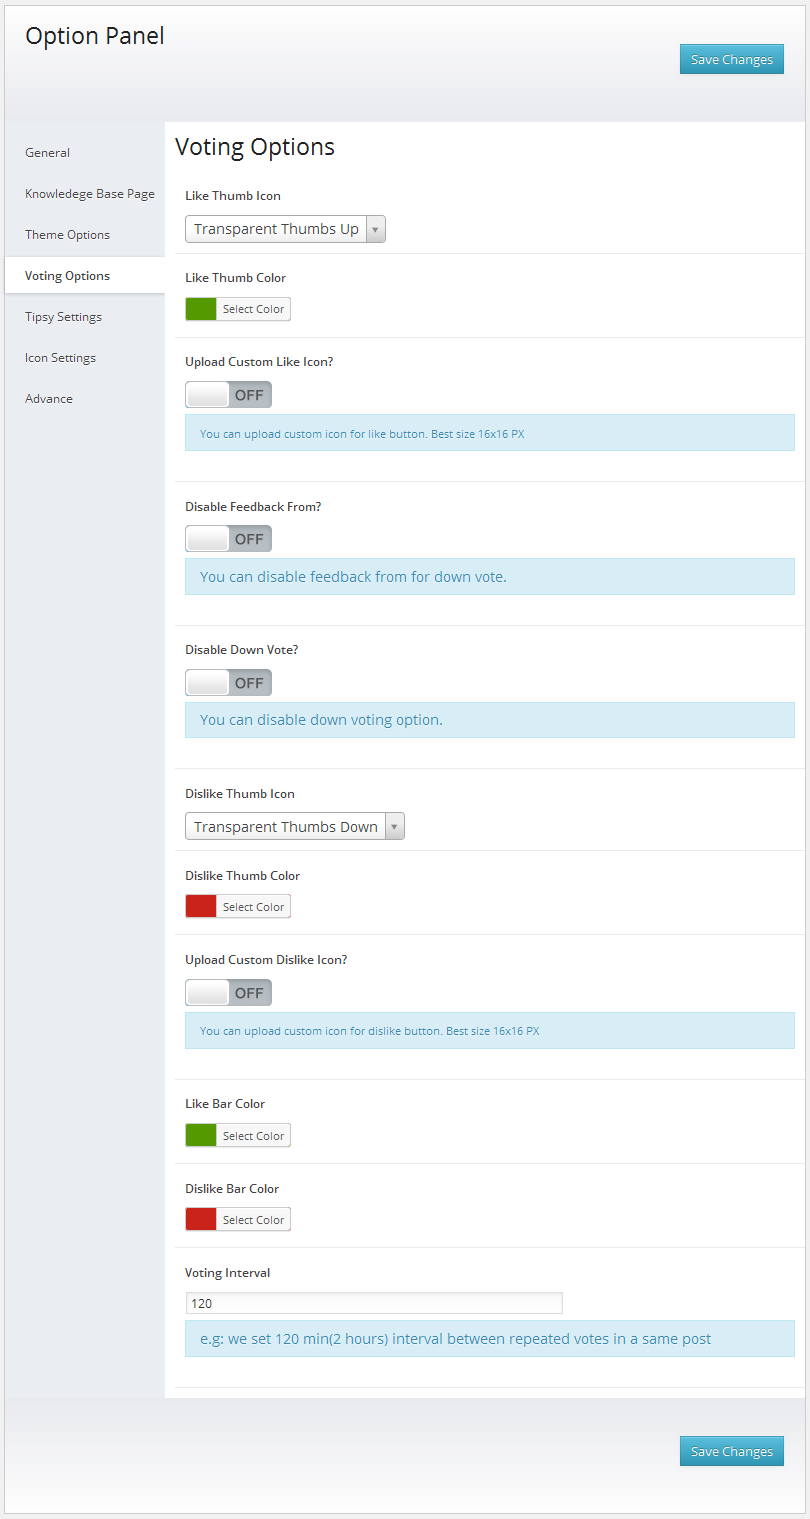 Option Panel
Save Changes
General
Knowledege Base Page
Theme Options
Voting Options
Tipsy Settings
Icon Settings
Advance
Voting Options
Like Thumb Icon
Transparent Thumbs Up
Like Thumb Color
Select Color
Upload Custom Like Icon?
OFF
You can upload custom icon for like button. Best size 16x16 PX
Disable Feedback From?
OFF
You can disable feedback from for down vote.
Disable Down Vote?
OFF
You can disable down voting option.
Dislike Thumb Icon
Transparent Thumbs Down
Dislike Thumb Color
Select Color
Upload Custom Dislike Icon?
OFF
You can upload custom icon for dislike button. Best size 16x16 PX
Like Bar Color
Select Color
Dislike Bar Color
Select Color
Voting Interval
120
e.g: we set 120 min(2 hours) interval between repeated votes in a same post
Save Changes